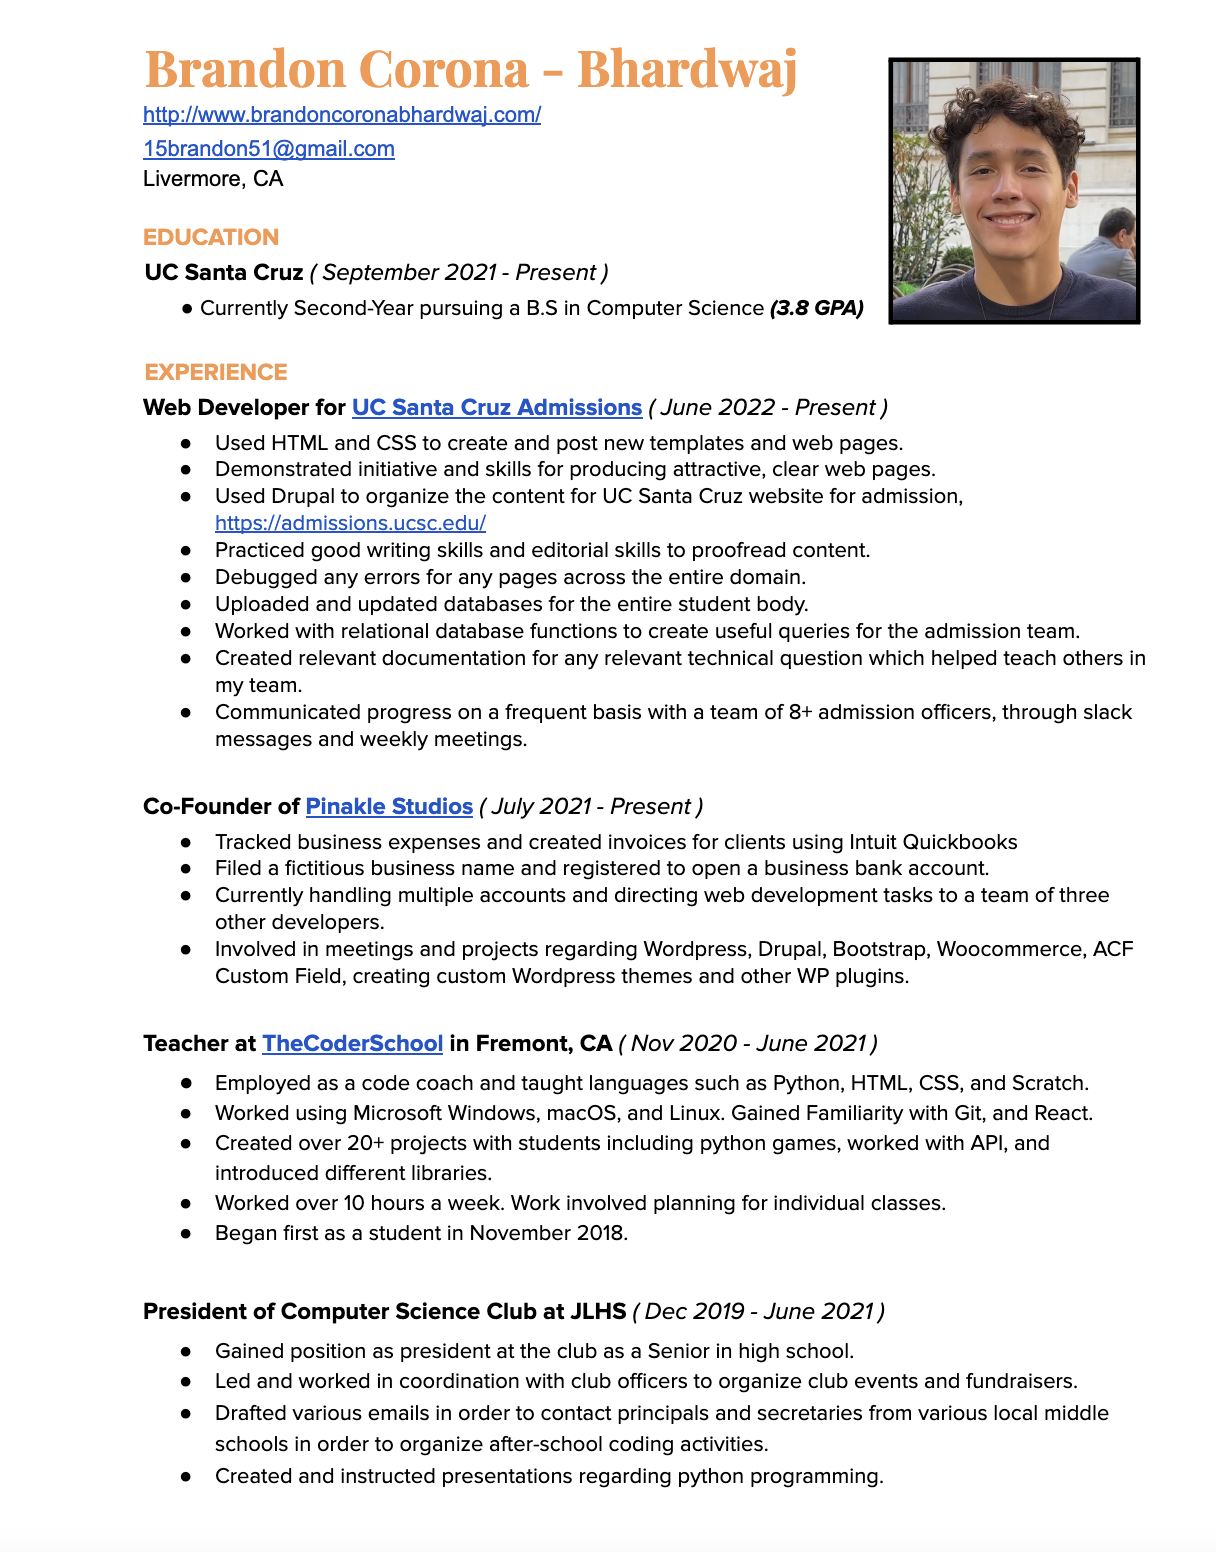 Brandon Corona - Bhardwaj
http://www.brandoncoronabhardwaj.com/
15brandon51@gmail.com
Livermore, CA
EDUCATION
UC Santa Cruz ( September 2021 - Present )
● Currently Second-Year pursuing a B.S in Computer Science (3.8 GPA)
EXPERIENCE
Web Developer for UC Santa Cruz Admissions ( June 2022 - Present )
● Used HTML and CSS to create and post new templates and web pages.
● Demonstrated initiative and skills for producing attractive, clear web pages.
● Used Drupal to organize the content for UC Santa Cruz website for admission,
https://admissions.ucsc.edu/
● Practiced good writing skills and editorial skills to proofread content.
● Debugged any errors for any pages across the entire domain.
● Uploaded and updated databases for the entire student body.
● Worked with relational database functions to create useful queries for the admission team.
● Created relevant documentation for any relevant technical question which helped teach others in
my team.
● Communicated progress on a frequent basis with a team of 8+ admission officers, through slack
messages and weekly meetings.
Co-Founder of Pinakle Studios ( July 2021 - Present )
● Tracked business expenses and created invoices for clients using Intuit Quickbooks
● Filed a fictitious business name and registered to open a business bank account.
● Currently handling multiple accounts and directing web development tasks to a team of three
other developers.
● Involved in meetings and projects regarding Wordpress, Drupal, Bootstrap, Woocommerce, ACF
Custom Field, creating custom Wordpress themes and other WP plugins.
Teacher at TheCoderSchool in Fremont, CA ( Nov 2020 - June 2021 )
● Employed as a code coach and taught languages such as Python, HTML, CSS, and Scratch.
● Worked using Microsoft Windows, macOS, and Linux. Gained Familiarity with Git, and React.
● Created over 20+ projects with students including python games, worked with API, and
introduced different libraries.
● Worked over 10 hours a week. Work involved planning for individual classes.
● Began first as a student in November 2018.
President of Computer Science Club at JLHS ( Dec 2019 - June 2021 )
● Gained position as president at the club as a Senior in high school.
● Led and worked in coordination with club officers to organize club events and fundraisers.
● Drafted various emails in order to contact principals and secretaries from various local middle
schools in order to organize after-school coding activities.
● Created and instructed presentations regarding python programming.